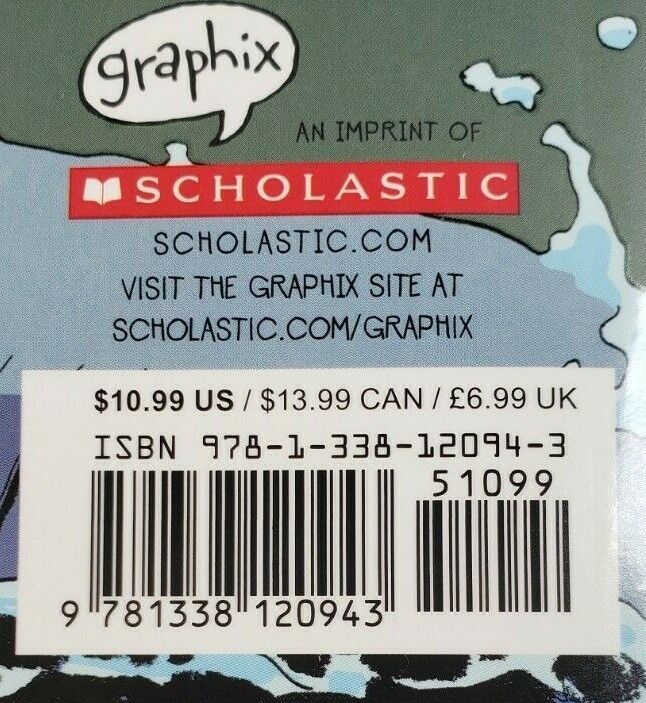 graphix
AN IMPRINT OF
SCHOLASTIC
SCHOLASTIC.COM
VISIT THE GRAPHIX SITE AT
SCHOLASTIC.COM/GRAPHIX
$10.99 US / $13.99 CAN / £6.99 UK
ISBN 978-1-338-12094-3
51099
9 781338 120943